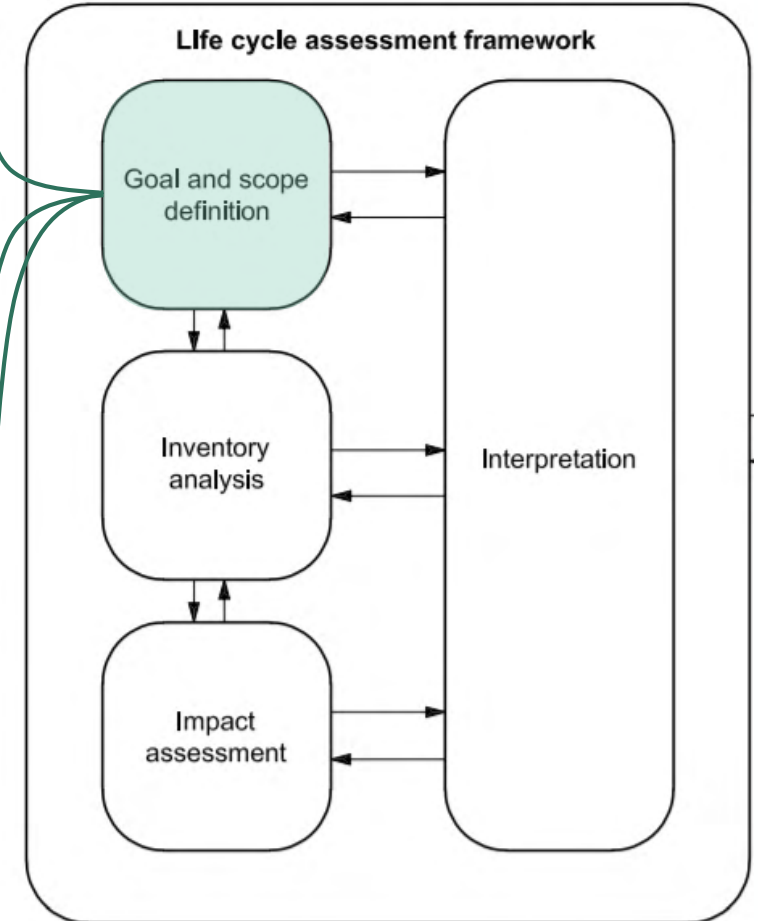 LIfe cycle assessment framework
Goal and scope
definition
Inventory
analysis
Interpretation
Impact
assessment